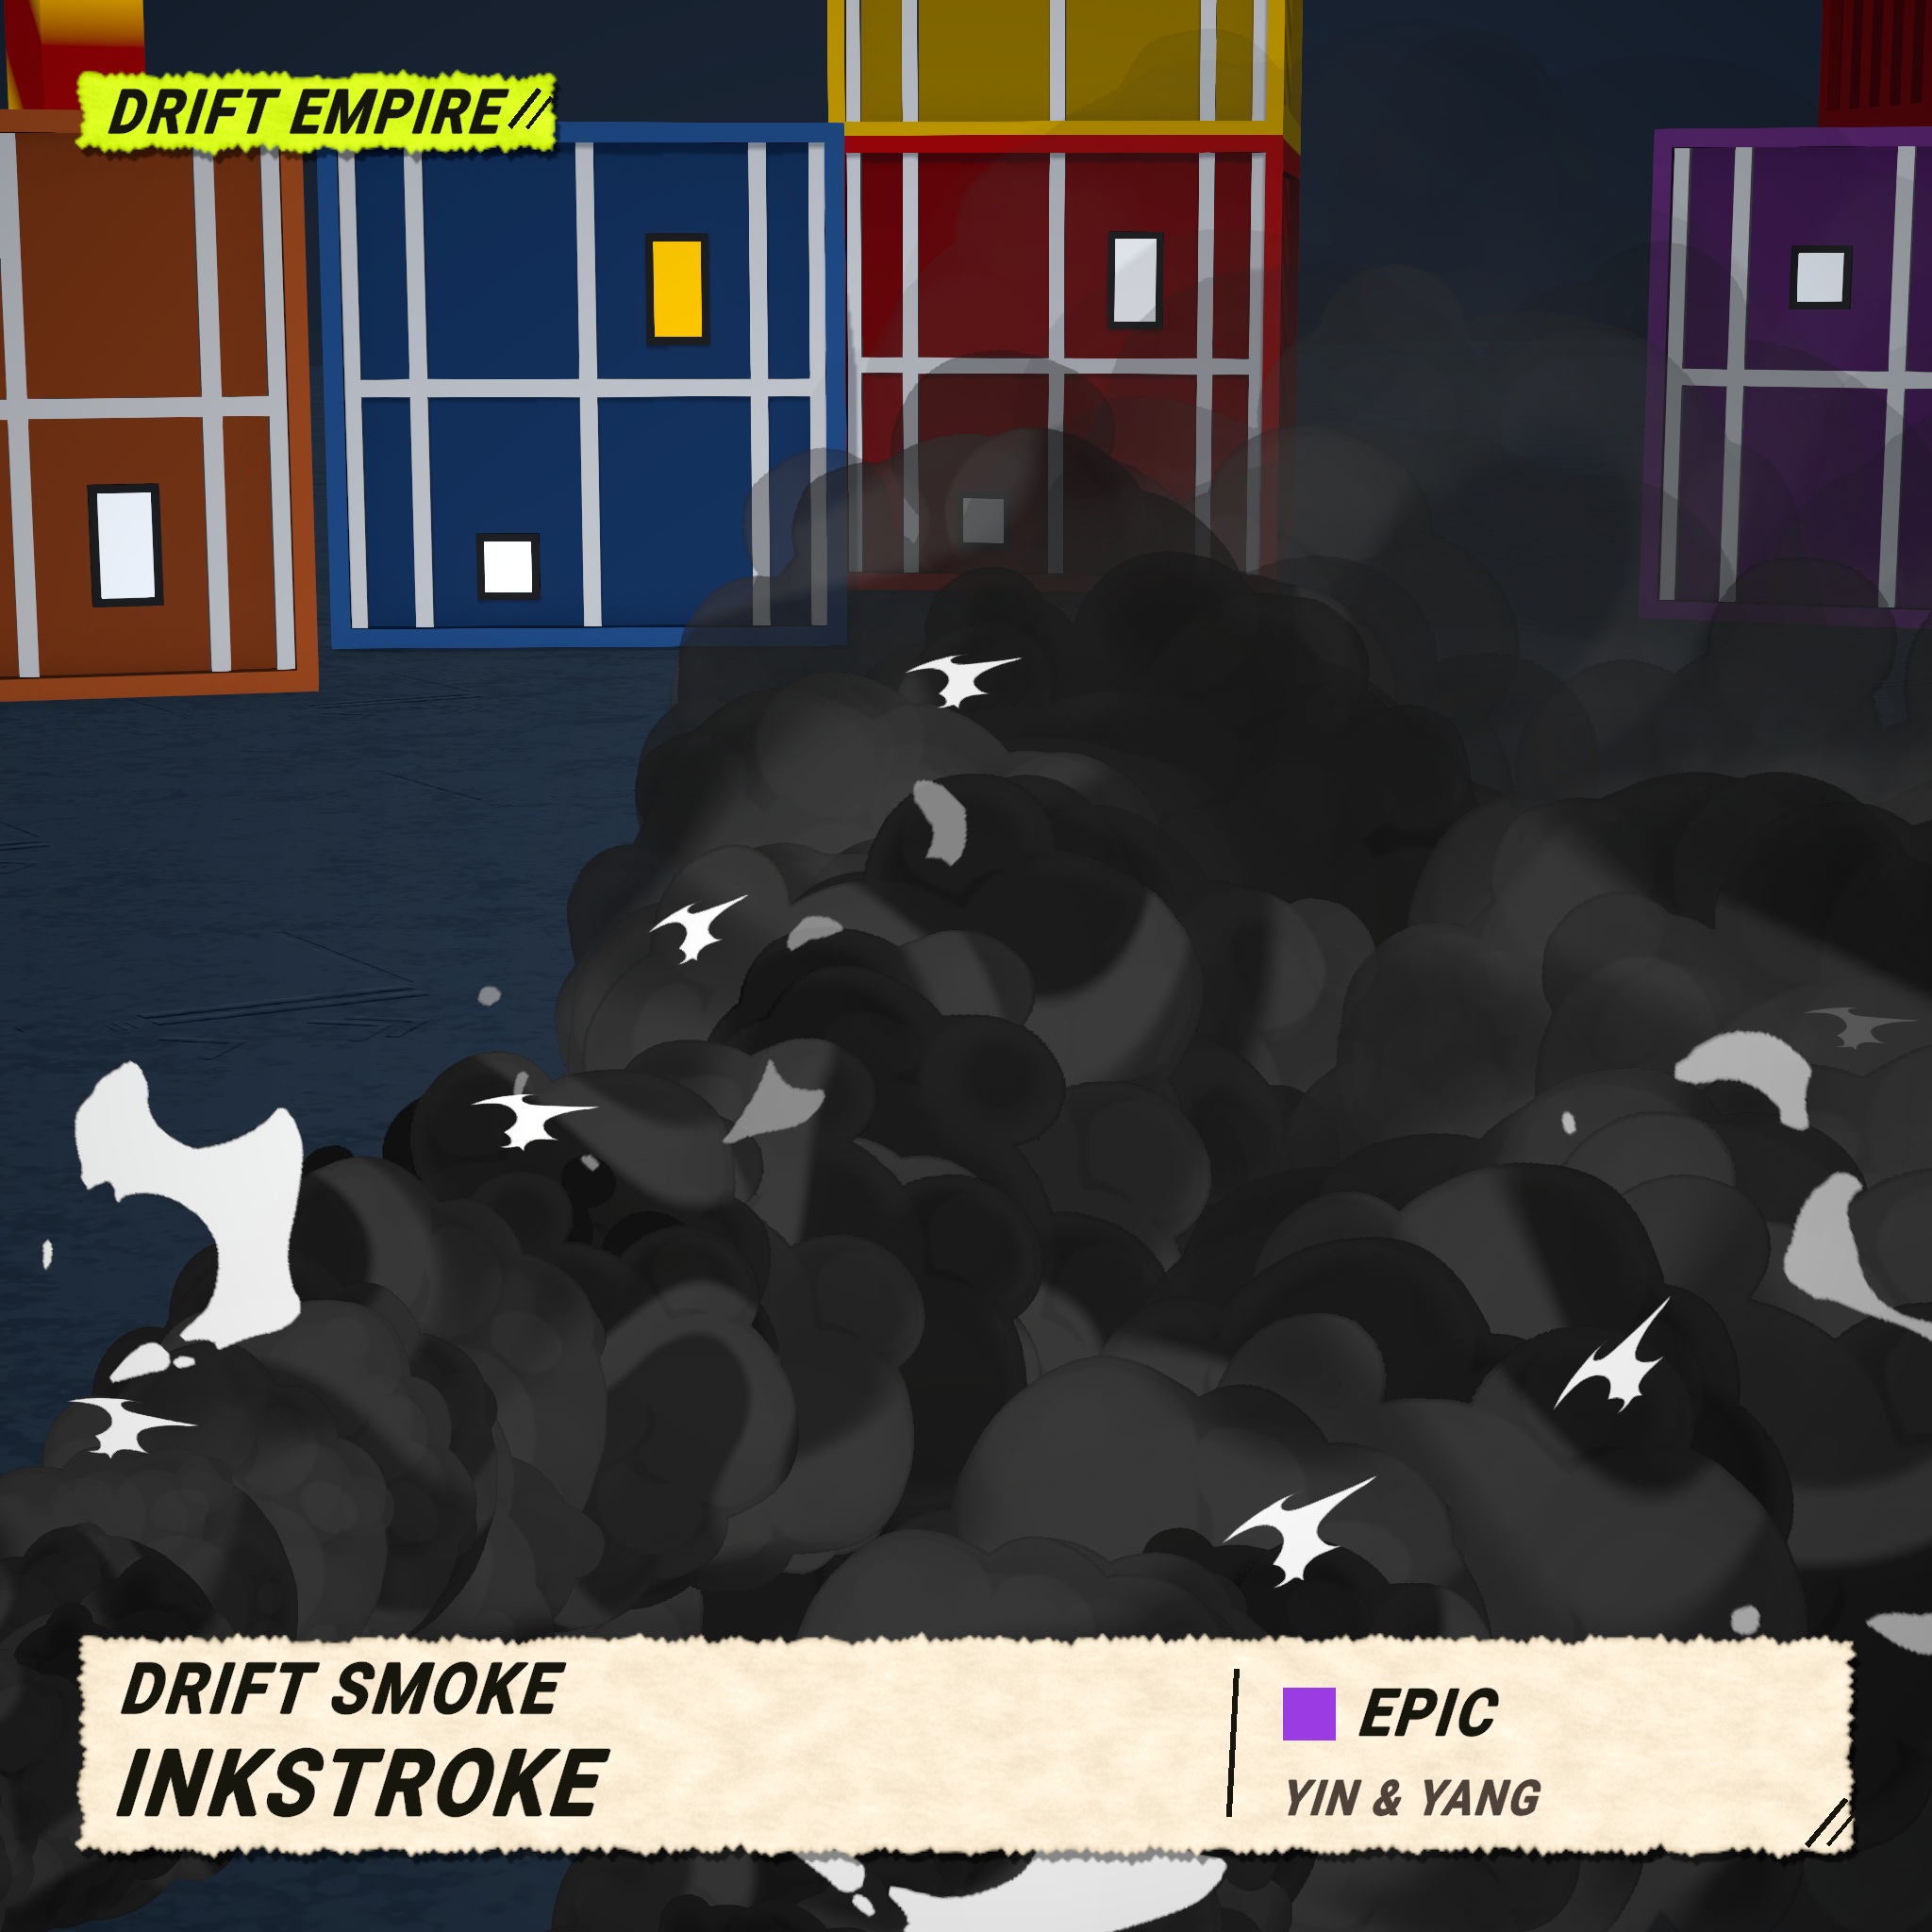 DRIFT EMPIRE//
DRIFT SMOKE
INKSTROKE
EPIC
YIN & YANG